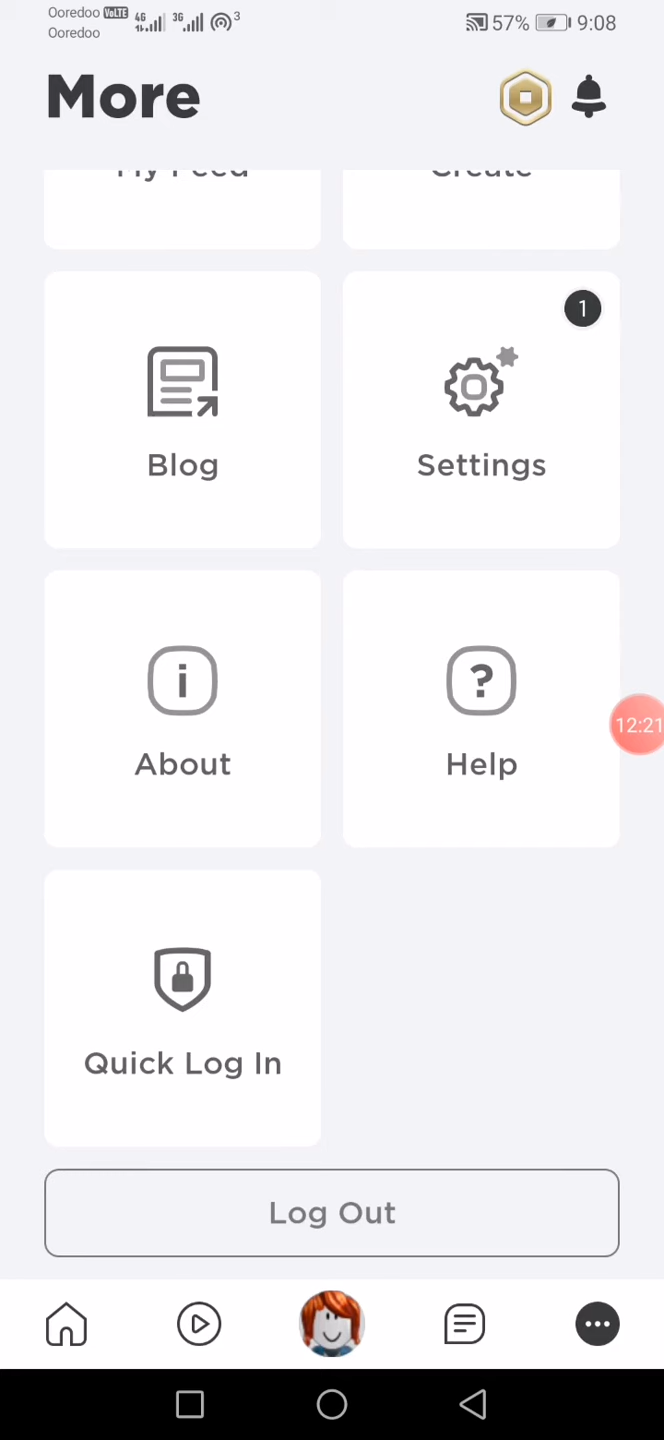 Ooredoo VoLTE 4G 3G 3 57% 9:08
Ooredoo
More
My Feed Create
1
Blog Settings
i ?
About Help
12:21
Quick Log In
Log Out